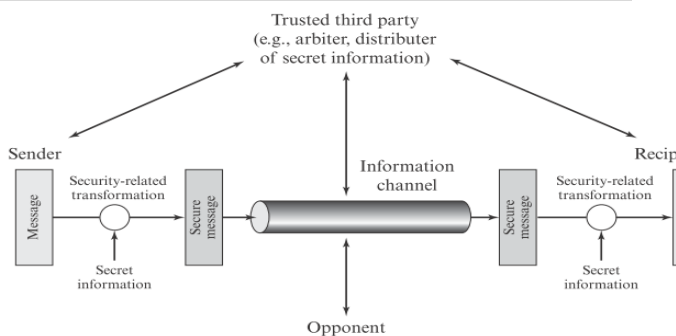 Trusted third party
(e.g., arbiter, distributer
of secret information)
Sender
Recip
Information
channel
Security-related
transformation
Security-related
transformation
Message
Secure
message
Secure
message
Secret
information
Secret
information
Opponent